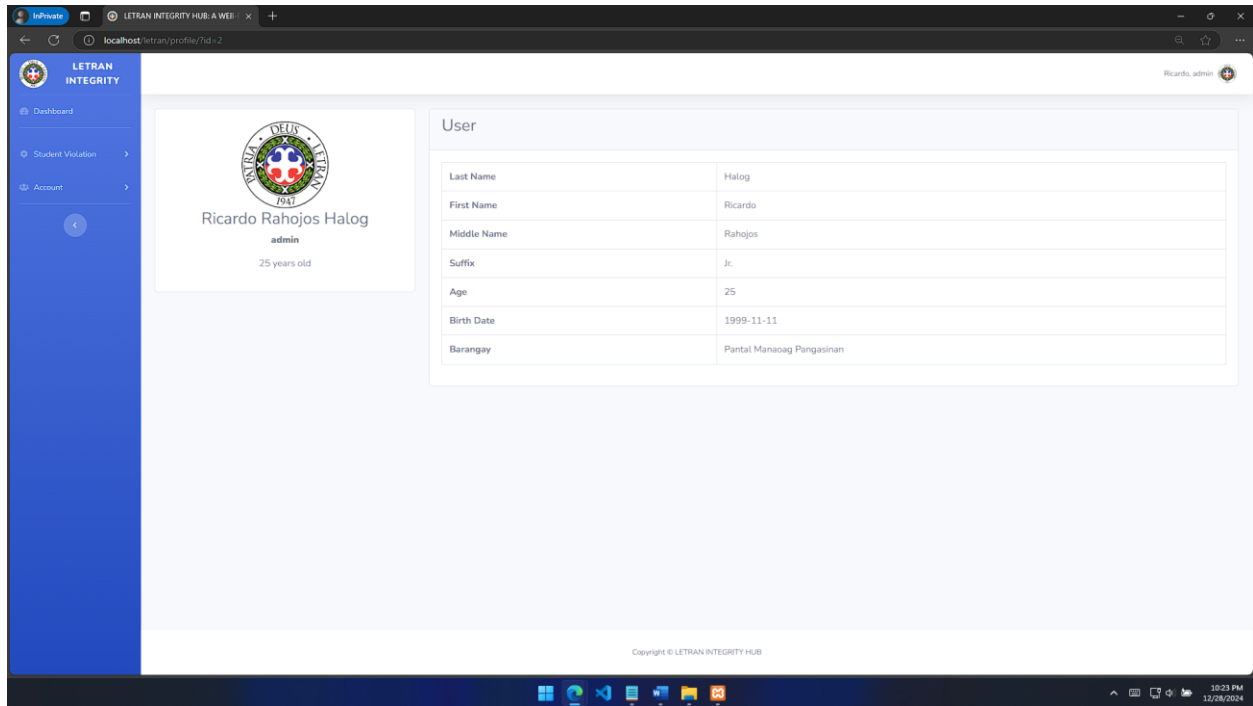 InPrivate
LETRAN INTEGRITY HUB: A WEB
localhost/letran/profile/?id=2
LETRAN
INTEGRITY
Ricardo, admin
Dashboard
Student Violation
Account
DEUS
PATRIA
LETRAN
1947
Ricardo Rahojos Halog
admin
25 years old
User
Last Name Halog
First Name Ricardo
Middle Name Rahojos
Suffix Jr.
Age 25
Birth Date 1999-11-11
Barangay Pantal Manaoag Pangasinan
Copyright © LETRAN INTEGRITY HUB
10:23 PM
12/28/2024